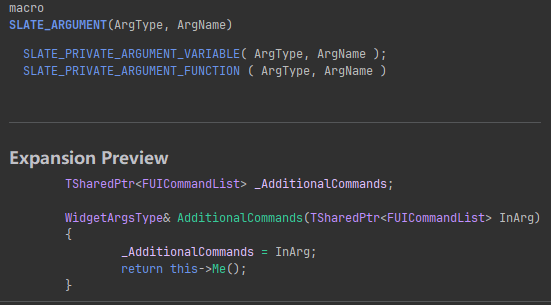 macro
SLATE_ARGUMENT(ArgType, ArgName)
SLATE_PRIVATE_ARGUMENT_VARIABLE( ArgType, ArgName );
SLATE_PRIVATE_ARGUMENT_FUNCTION ( ArgType, ArgName )
Expansion Preview
TSharedPtr<FUICommandList> _AdditionalCommands;
WidgetArgsType& AdditionalCommands(TSharedPtr<FUICommandList> InArg)
{
_AdditionalCommands = InArg;
return this->Me();
}